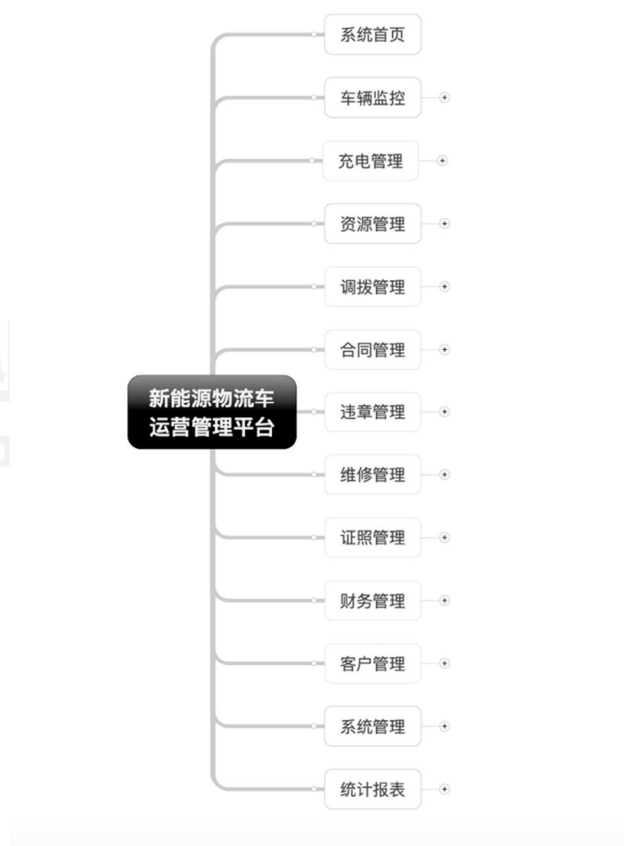 系统首页
车辆监控
充电管理
资源管理
调拨管理
合同管理
新能源物流车
运营管理平台
违章管理
维修管理
证照管理
财务管理
客户管理
系统管理
统计报表